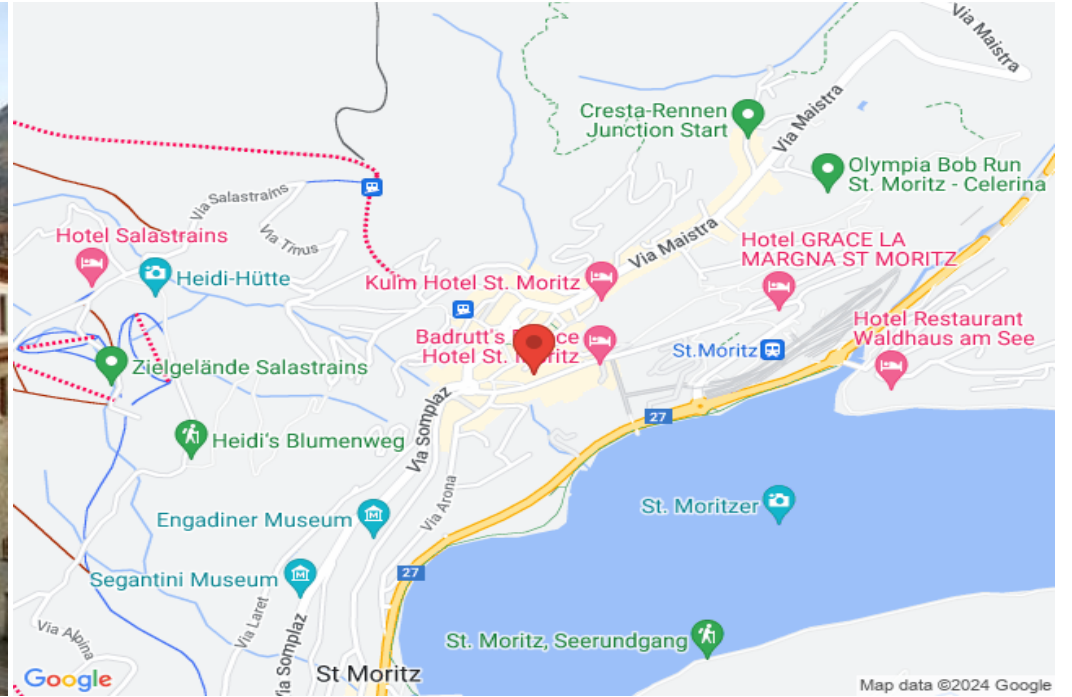 Via Maistra
Cresta-Rennen
Junction Start
Via Maistra
Olympia Bob Run
St. Moritz - Celerina
Via Salastrains
Via Tinus
Hotel Salastrains
Heidi-Hütte
Via Maistra
Hotel GRACE LA
MARGNA ST MORITZ
Kulm Hotel St. Moritz
Badrutt's
Hotel St.
St.Moritz
Hotel Restaurant
Waldhaus am See
Zielgelände Salastrains
27
Heidi's Blumenweg
Via Somplaz
Via Arona
St. Moritzer
Engadiner Museum
27
Segantini Museum
Via Laret
Via Somplaz
Via Alpina
St. Moritz, Seerundgang
St Moritz
Google
Map data ©2024 Google